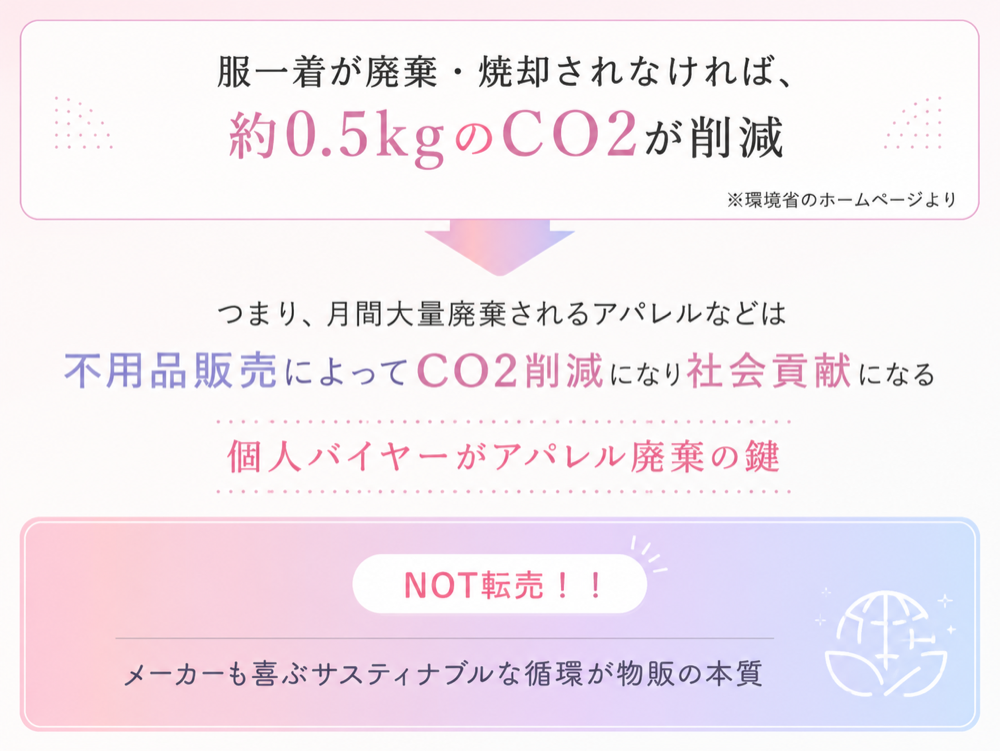 服一着が廃棄・焼却されなければ、
約0.5kgのCO2が削減
※環境省のホームページより
つまり、月間大量廃棄されるアパレルなどは
不用品販売によってCO2削減になり社会貢献になる
個人バイヤーがアパレル廃棄の鍵
NOT転売！！
メーカーも喜ぶサスティナブルな循環が物販の本質